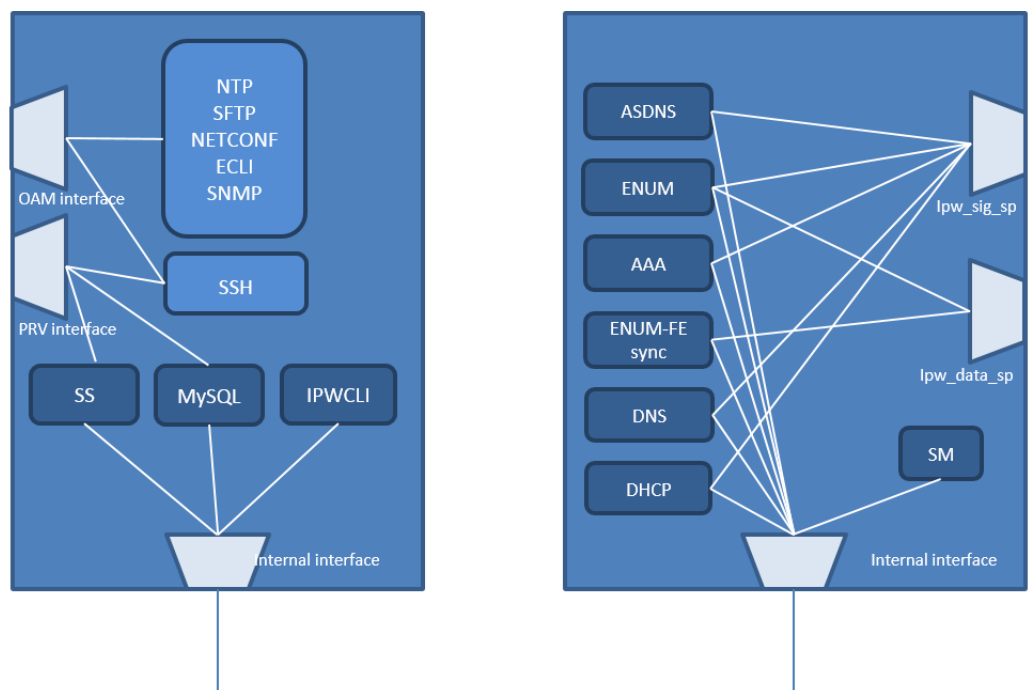 NTP
SFTP
NETCONF
ECLI
SNMP
OAM interface
SSH
PRV interface
SS
MySQL
IPWCLI
Internal interface
ASDNS
ENUM
AAA
ENUM-FE
sync
DNS
DHCP
Ipw_sig_sp
Ipw_data_sp
SM
Internal interface